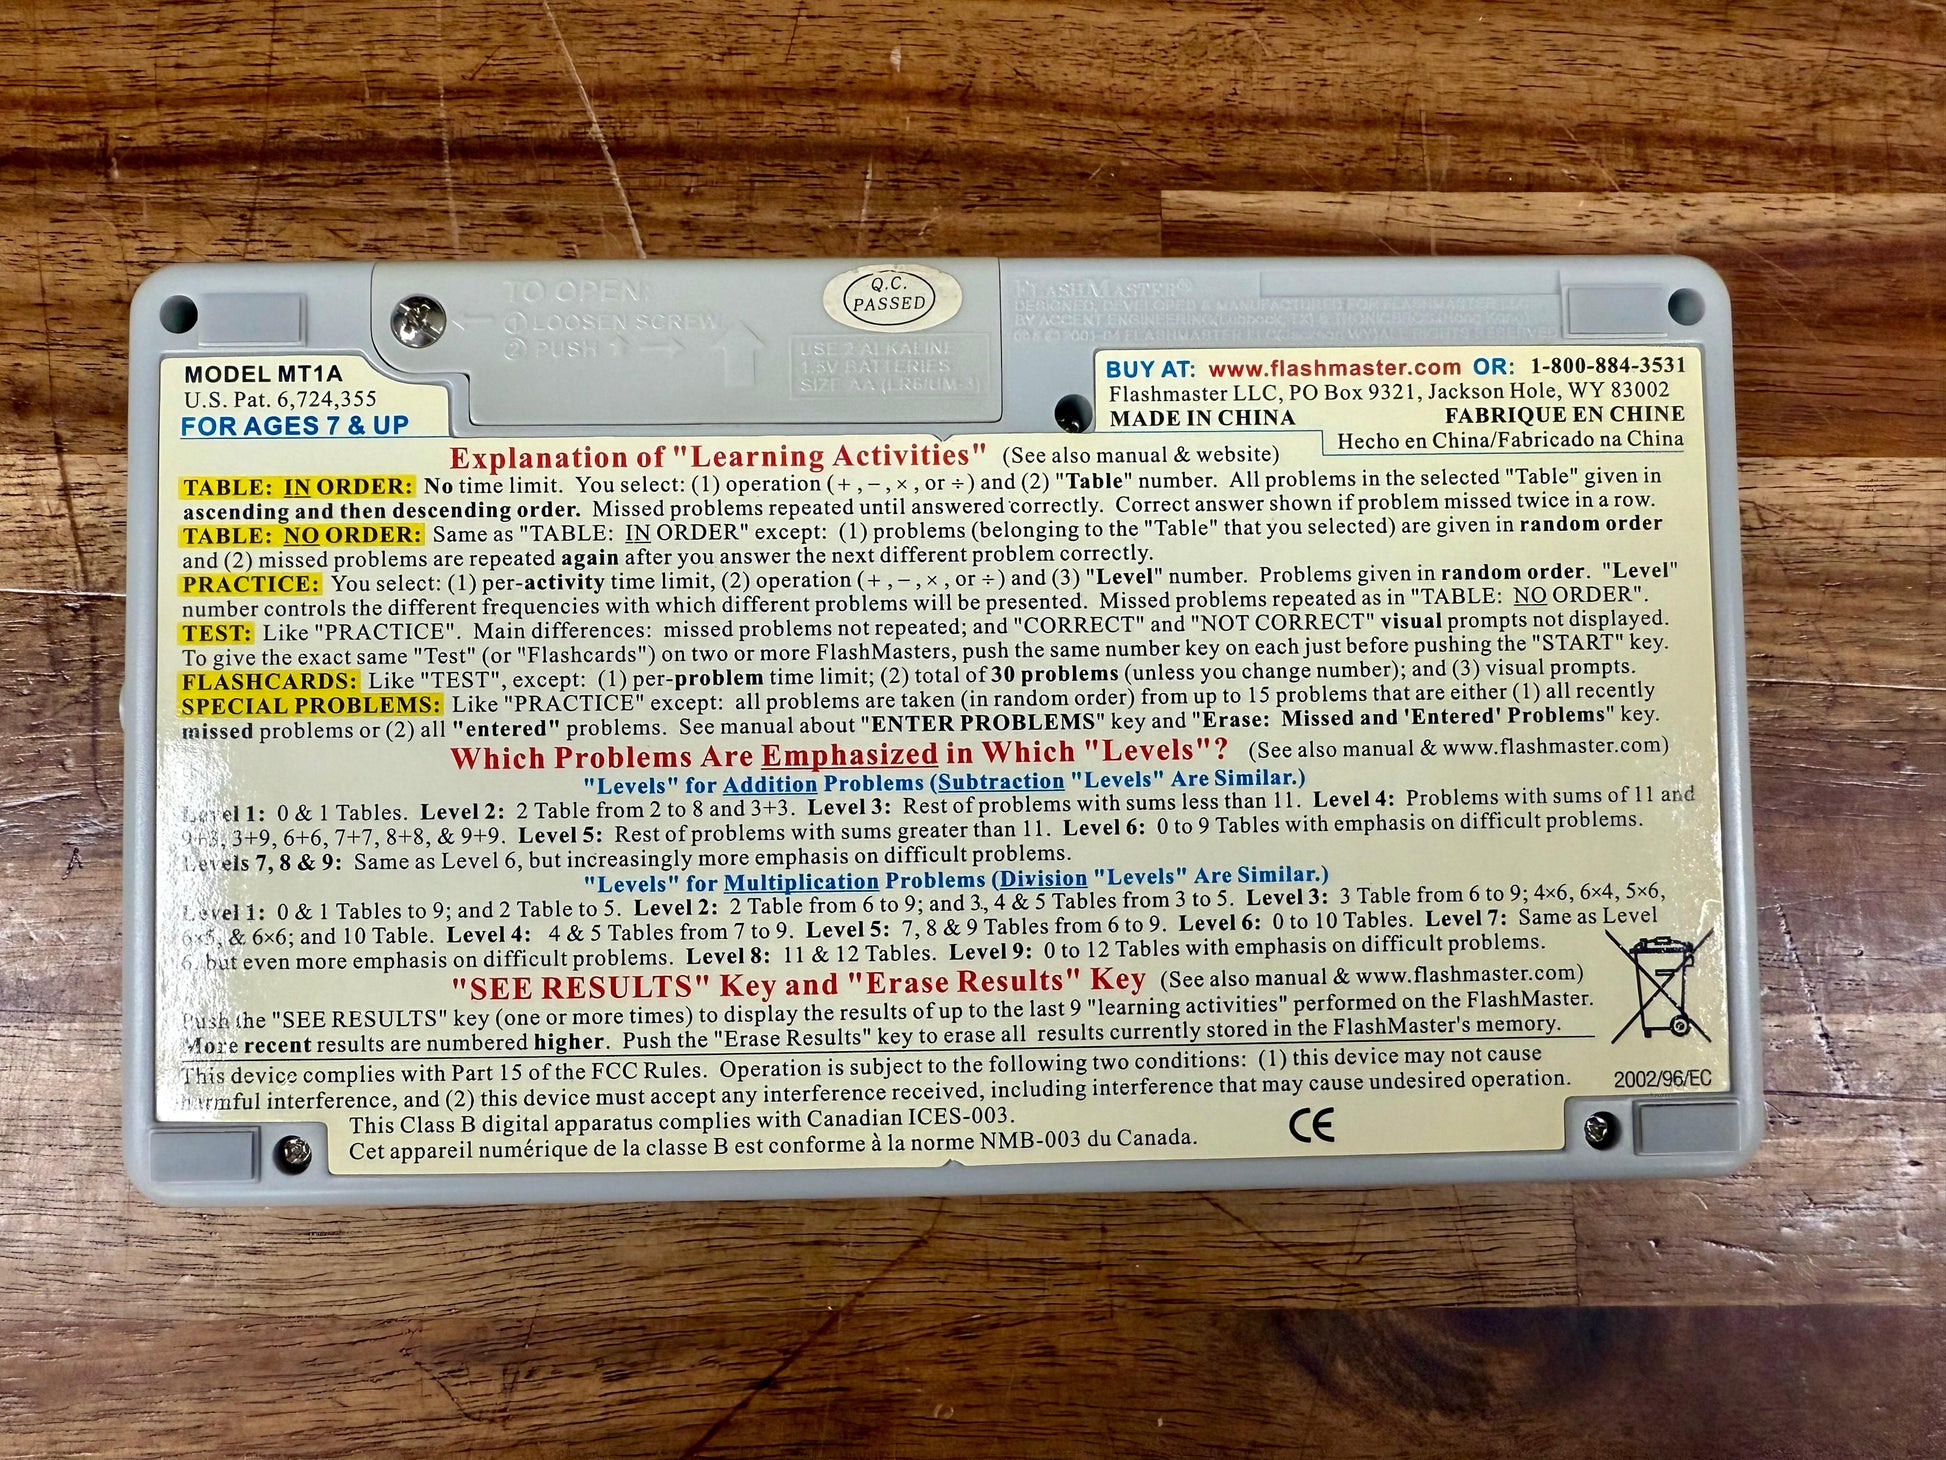 TO OPEN:
① LOOSEN SCREW
② PUSH
Q.C.
PASSED
USE 2 ALKALINE
1.5V BATTERIES
SIZE AA (LR6/UM-3)
FLASHMASTER®
DESIGNED, DEVELOPED & MANUFACTURED FOR FLASHMASTER LLC
MODEL MT1A
U.S. Pat. 6,724,355
FOR AGES 7 & UP
BUY AT: www.flashmaster.com OR: 1-800-884-3531
Flashmaster LLC, PO Box 9321, Jackson Hole, WY 83002
MADE IN CHINA FABRIQUE EN CHINE
Hecho en China/Fabricado na China
Explanation of "Learning Activities" (See also manual & website)
TABLE: IN ORDER: No time limit. You select: (1) operation (+, −, ×, or ÷) and (2) "Table" number. All problems in the selected "Table" given in
ascending and then descending order. Missed problems repeated until answered correctly. Correct answer shown if problem missed twice in a row.
TABLE: NO ORDER: Same as "TABLE: IN ORDER" except: (1) problems (belonging to the "Table" that you selected) are given in random order
and (2) missed problems are repeated again after you answer the next different problem correctly.
PRACTICE: You select: (1) per-activity time limit, (2) operation (+, −, ×, or ÷) and (3) "Level" number. Problems given in random order. "Level"
number controls the different frequencies with which different problems will be presented. Missed problems repeated as in "TABLE: NO ORDER".
TEST: Like "PRACTICE". Main differences: missed problems not repeated; and "CORRECT" and "NOT CORRECT" visual prompts not displayed.
To give the exact same "Test" (or "Flashcards") on two or more FlashMasters, push the same number key on each just before pushing the "START" key.
FLASHCARDS: Like "TEST", except: (1) per-problem time limit; (2) total of 30 problems (unless you change number); and (3) visual prompts.
SPECIAL PROBLEMS: Like "PRACTICE" except: all problems are taken (in random order) from up to 15 problems that are either (1) all recently
missed problems or (2) all "entered" problems. See manual about "ENTER PROBLEMS" key and "Erase: Missed and 'Entered' Problems" key.
Which Problems Are Emphasized in Which "Levels"? (See also manual & www.flashmaster.com)
"Levels" for Addition Problems (Subtraction "Levels" Are Similar.)
Level 1: 0 & 1 Tables. Level 2: 2 Table from 2 to 8 and 3+3. Level 3: Rest of problems with sums less than 11. Level 4: Problems with sums of 11 and
9+3, 3+9, 6+6, 7+7, 8+8, & 9+9. Level 5: Rest of problems with sums greater than 11. Level 6: 0 to 9 Tables with emphasis on difficult problems.
Levels 7, 8 & 9: Same as Level 6, but increasingly more emphasis on difficult problems.
"Levels" for Multiplication Problems (Division "Levels" Are Similar.)
Level 1: 0 & 1 Tables to 9; and 2 Table to 5. Level 2: 2 Table from 6 to 9; and 3, 4 & 5 Tables from 3 to 5. Level 3: 3 Table from 6 to 9; 4×6, 6×4, 5×6,
6×5, & 6×6; and 10 Table. Level 4: 4 & 5 Tables from 7 to 9. Level 5: 7, 8 & 9 Tables from 6 to 9. Level 6: 0 to 10 Tables. Level 7: Same as Level
6, but even more emphasis on difficult problems. Level 8: 11 & 12 Tables. Level 9: 0 to 12 Tables with emphasis on difficult problems.
"SEE RESULTS" Key and "Erase Results" Key (See also manual & www.flashmaster.com)
Push the "SEE RESULTS" key (one or more times) to display the results of up to the last 9 "learning activities" performed on the FlashMaster.
More recent results are numbered higher. Push the "Erase Results" key to erase all results currently stored in the FlashMaster's memory.
This device complies with Part 15 of the FCC Rules. Operation is subject to the following two conditions: (1) this device may not cause
harmful interference, and (2) this device must accept any interference received, including interference that may cause undesired operation.
2002/96/EC
This Class B digital apparatus complies with Canadian ICES-003.
Cet appareil numérique de la classe B est conforme à la norme NMB-003 du Canada.
CE